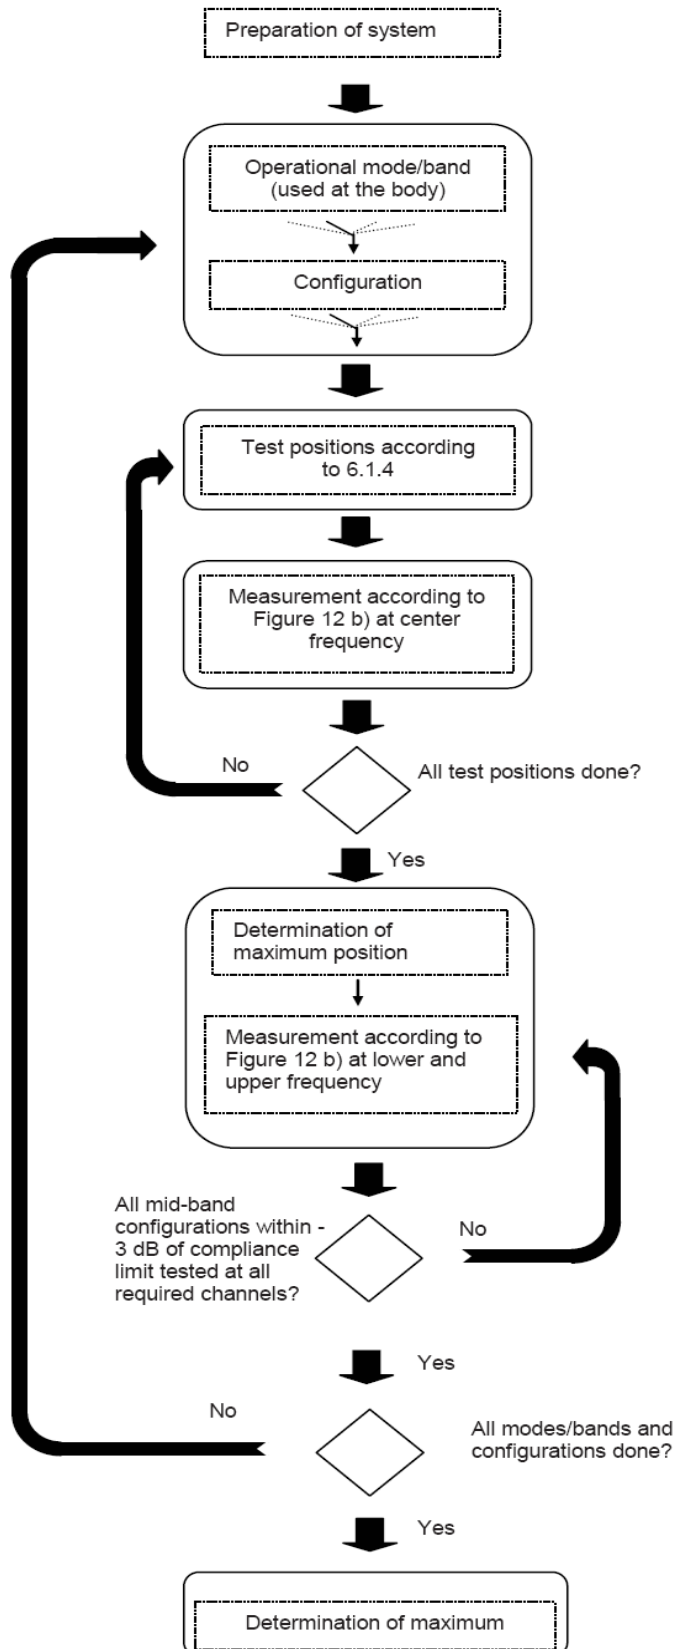 Preparation of system
Operational mode/band
(used at the body)
Configuration
Test positions according
to 6.1.4
Measurement according to
Figure 12 b) at center
frequency
No
All test positions done?
Yes
Determination of
maximum position
Measurement according to
Figure 12 b) at lower and
upper frequency
All mid-band
configurations within -
3 dB of compliance
limit tested at all
required channels?
No
Yes
No
All modes/bands and
configurations done?
Yes
Determination of maximum